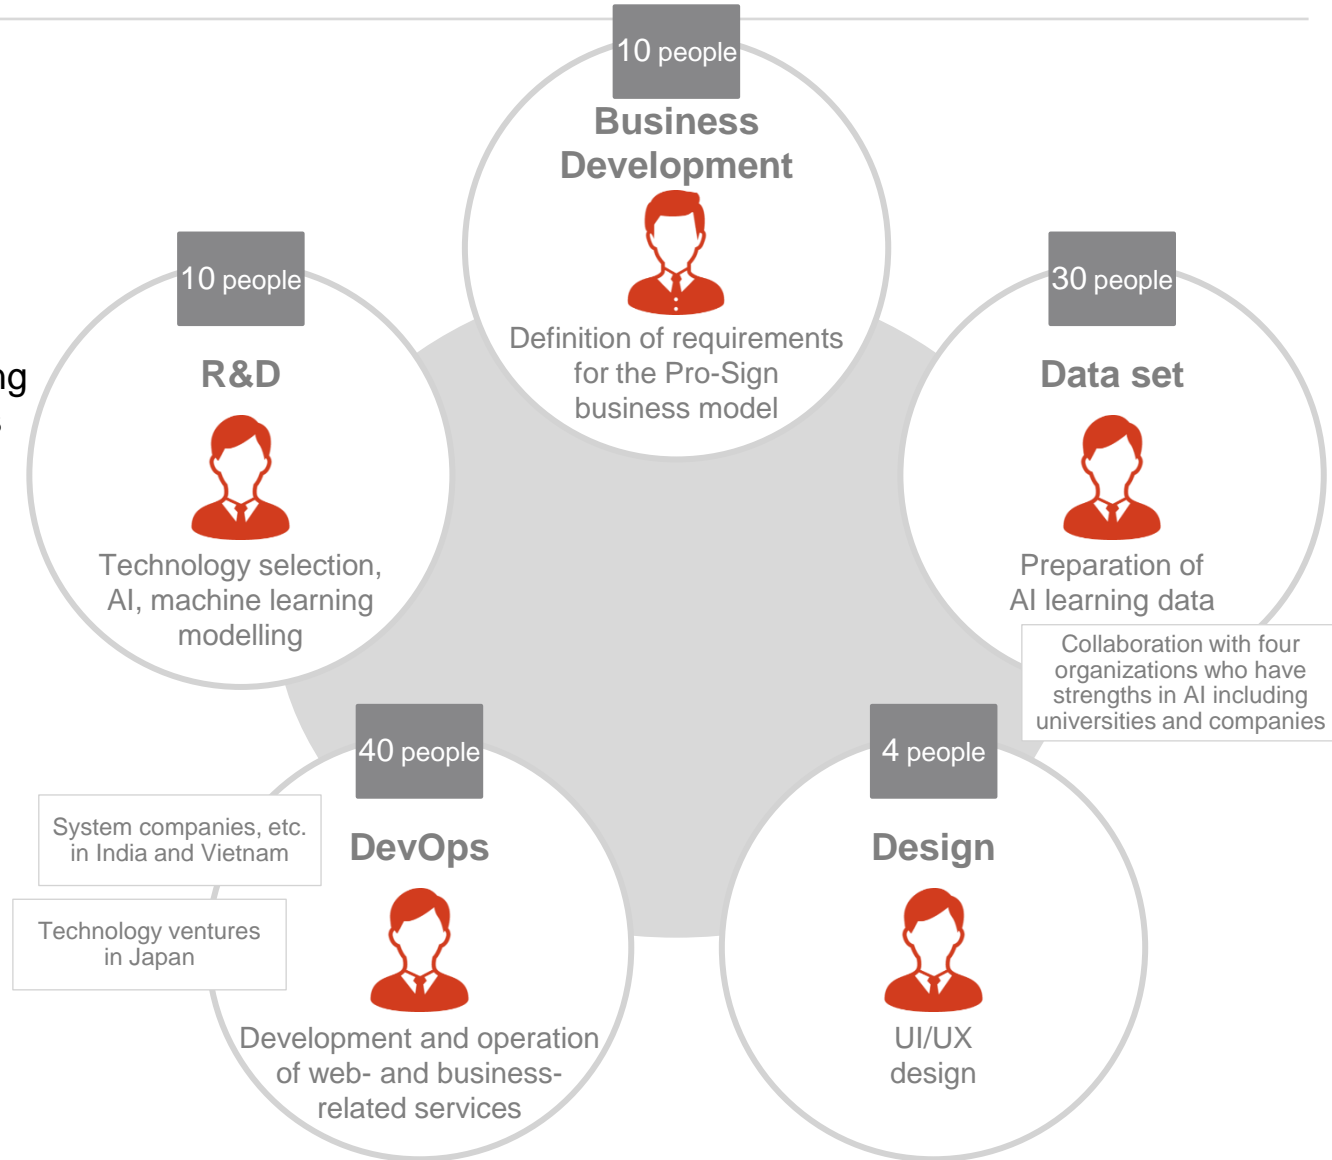 10 people
Business
Development
Definition of requirements
for the Pro-Sign
business model
10 people
R&D
Technology selection,
AI, machine learning
modelling
30 people
Data set
Preparation of
AI learning data
Collaboration with four
organizations who have
strengths in AI including
universities and companies
40 people
DevOps
Development and operation
of web- and business-
related services
System companies, etc.
in India and Vietnam
Technology ventures
in Japan
4 people
Design
UI/UX
design